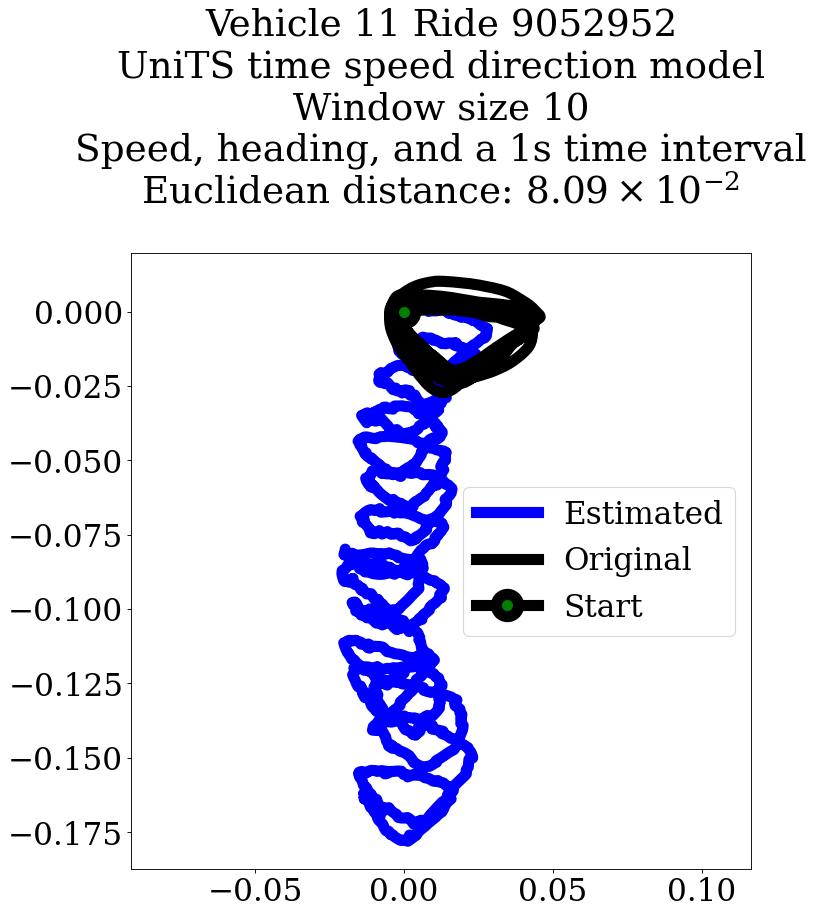 Vehicle 11 Ride 9052952
UniTS time speed direction model
Window size 10
Speed, heading, and a 1s time interval
Euclidean distance: 8.09 × 10⁻²
0.000
−0.025
−0.050
−0.075
−0.100
−0.125
−0.150
−0.175
Estimated
Original
Start
−0.05
0.00
0.05
0.10